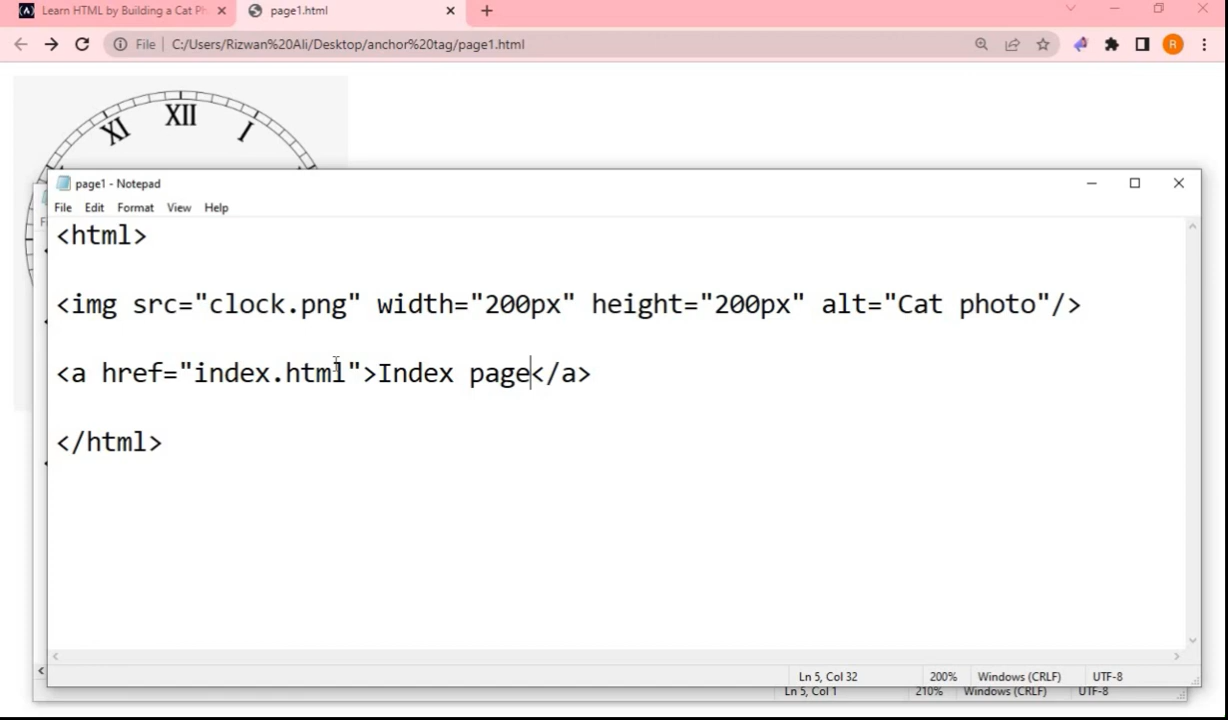 Learn HTML by Building a Cat Ph
page1.html
File
C:/Users/Rizwan%20Ali/Desktop/anchor%20tag/page1.html
R
XI XII I
page1 - Notepad
File Edit Format View Help
<html>
<img src="clock.png" width="200px" height="200px" alt="Cat photo"/>
<a href="index.html">Index page</a>
</html>
Ln 5, Col 32 200% Windows (CRLF) UTF-8
Ln 5, Col 1 210% Windows (CRLF) UTF-8